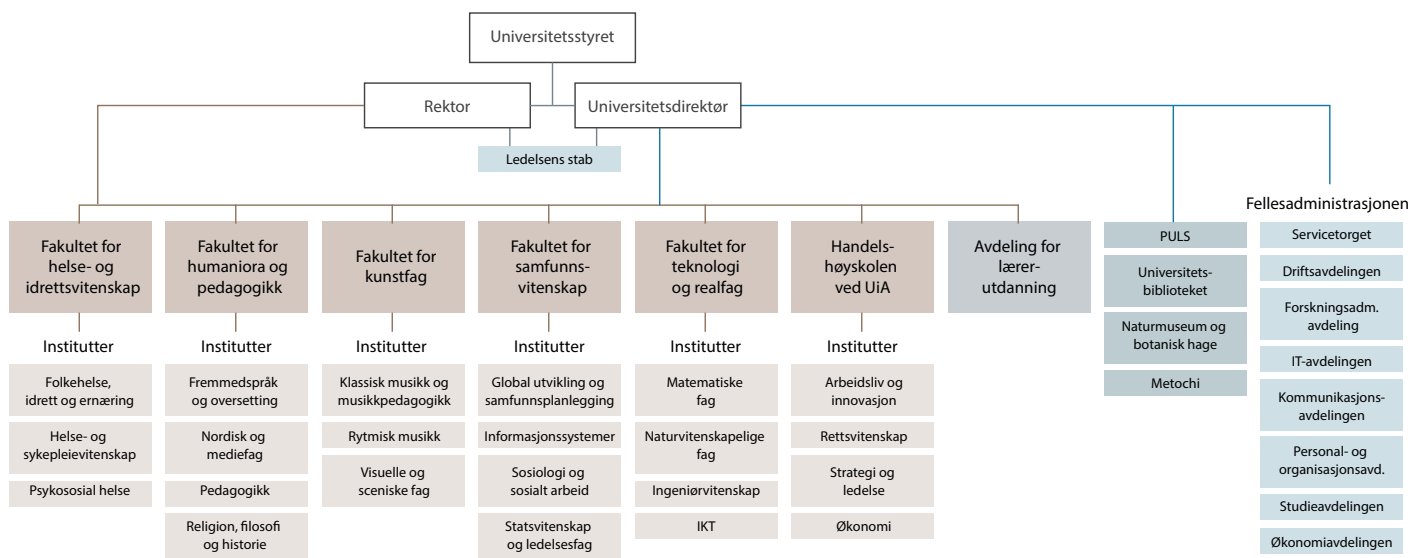 Universitetsstyret
Rektor
Universitetsdirektør
Ledelsens stab
Fakultet for
helse- og
idrettsvitenskap
Institutter
Folkehelse,
idrett og ernæring
Helse- og
sykepleievitenskap
Psykososial helse
Fakultet for
humaniora og
pedagogikk
Institutter
Fremmedspråk
og oversetting
Nordisk og
mediefag
Pedagogikk
Religion, filosofi
og historie
Fakultet for
kunstfag
Institutter
Klassisk musikk og
musikkpedagogikk
Rytmisk musikk
Visuelle og
sceniske fag
Fakultet for
samfunns-
vitenskap
Institutter
Global utvikling og
samfunnsplanlegging
Informasjonssystemer
Sosiologi og
sosialt arbeid
Statsvitenskap
og ledelsesfag
Fakultet for
teknologi
og realfag
Institutter
Matematiske
fag
Naturvitenskapelige
fag
Ingeniørvitenskap
IKT
Handels-
høyskolen
ved UiA
Institutter
Arbeidsliv og
innovasjon
Rettsvitenskap
Strategi og
ledelse
Økonomi
Avdeling for
lærer-
utdanning
PULS
Universitets-
biblioteket
Naturmuseum og
botanisk hage
Metochi
Fellesadministrasjonen
Servicetorget
Driftsavdelingen
Forskningsadm.
avdeling
IT-avdelingen
Kommunikasjons-
avdelingen
Personal- og
organisasjonsavd.
Studieavdelingen
Økonomiavdelingen